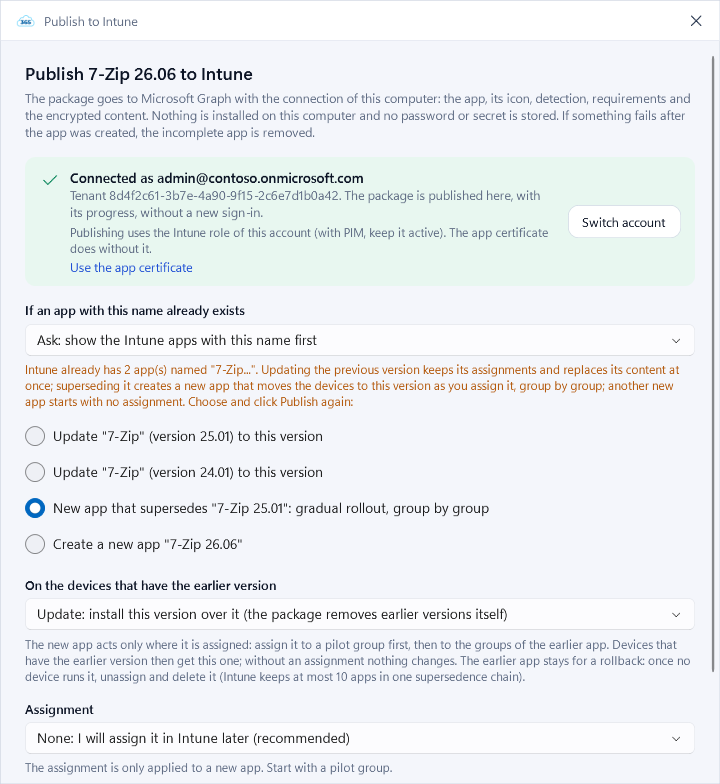 365 Publish to Intune
Publish 7-Zip 26.06 to Intune
The package goes to Microsoft Graph with the connection of this computer: the app, its icon, detection, requirements and
the encrypted content. Nothing is installed on this computer and no password or secret is stored. If something fails after
the app was created, the incomplete app is removed.
Connected as admin@contoso.onmicrosoft.com
Tenant 8d4f2c61-3b7e-4a90-9f15-2c6e7d1b0a42. The package is published here, with
its progress, without a new sign-in.
Publishing uses the Intune role of this account (with PIM, keep it active). The app certificate
does without it.
Use the app certificate
Switch account
If an app with this name already exists
Ask: show the Intune apps with this name first
Intune already has 2 app(s) named "7-Zip...". Updating the previous version keeps its assignments and replaces its content at
once; superseding it creates a new app that moves the devices to this version as you assign it, group by group; another new
app starts with no assignment. Choose and click Publish again:
Update "7-Zip" (version 25.01) to this version
Update "7-Zip" (version 24.01) to this version
New app that supersedes "7-Zip 25.01": gradual rollout, group by group
Create a new app "7-Zip 26.06"
On the devices that have the earlier version
Update: install this version over it (the package removes earlier versions itself)
The new app acts only where it is assigned: assign it to a pilot group first, then to the groups of the earlier app. Devices that
have the earlier version then get this one; without an assignment nothing changes. The earlier app stays for a rollback: once no
device runs it, unassign and delete it (Intune keeps at most 10 apps in one supersedence chain).
Assignment
None: I will assign it in Intune later (recommended)
The assignment is only applied to a new app. Start with a pilot group.